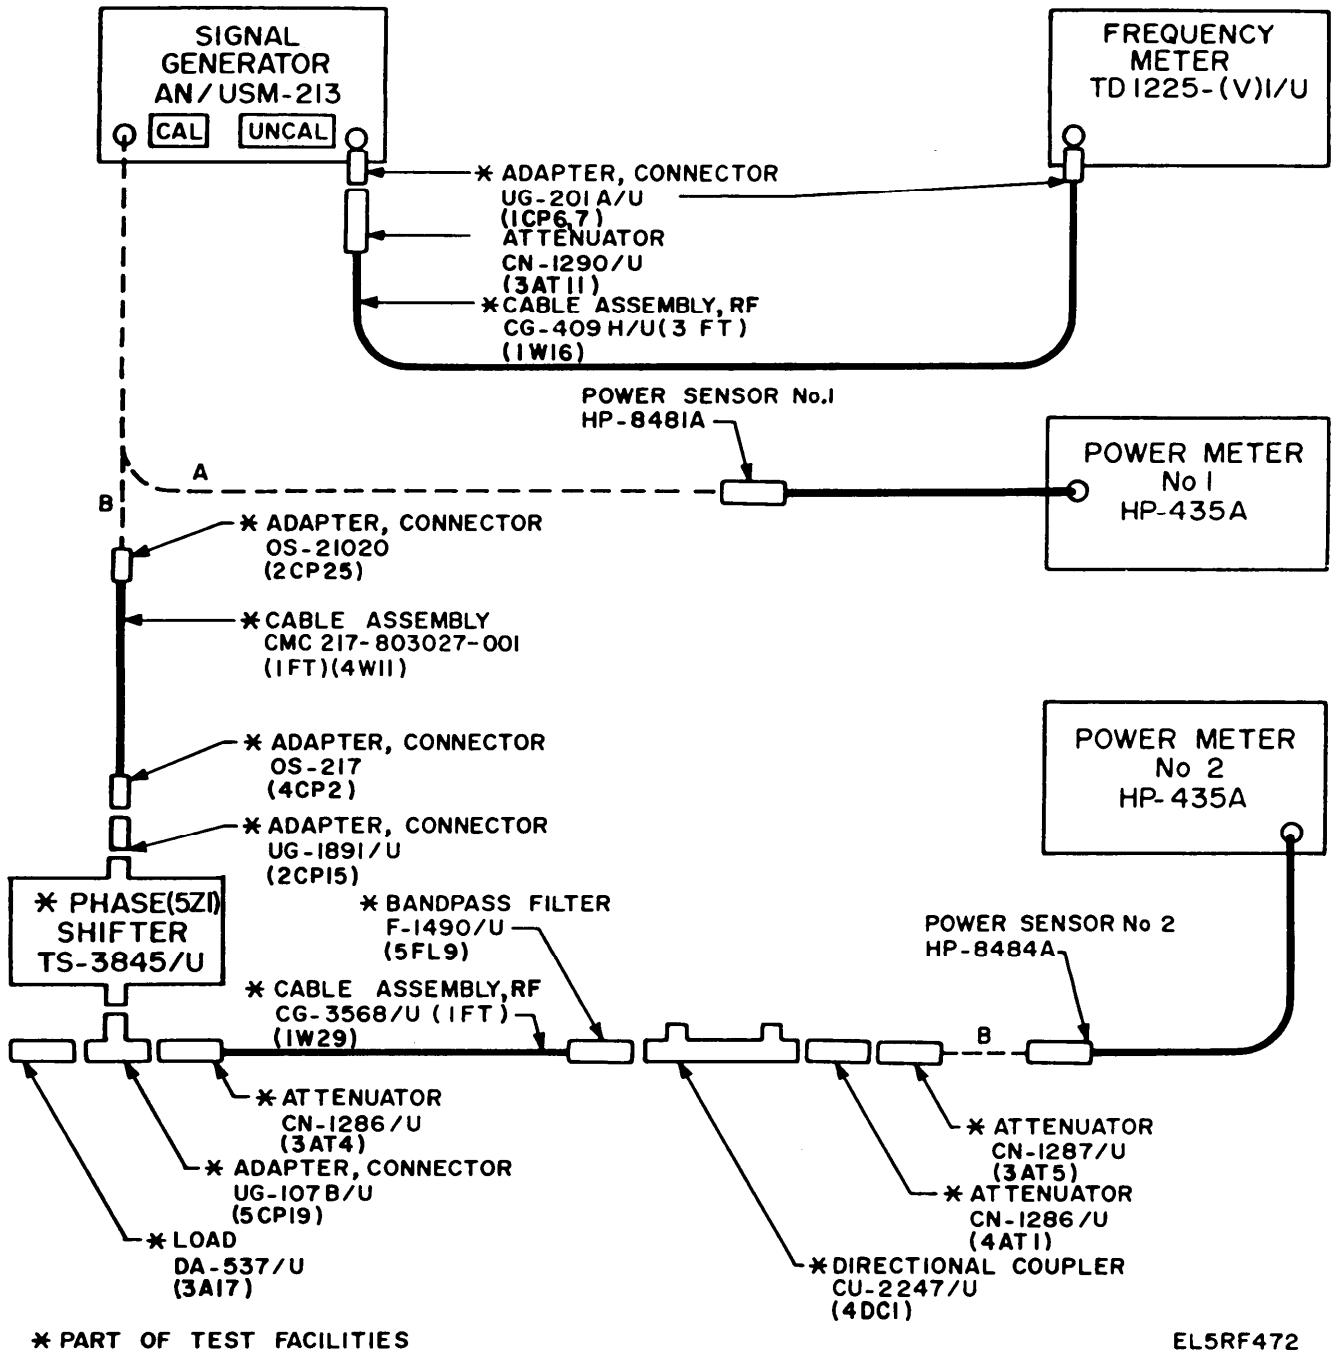 SIGNAL
GENERATOR
AN/USM-213
CAL
UNCAL
FREQUENCY
METER
TD1225-(V)1/U
* ADAPTER, CONNECTOR
UG-201A/U
(1CP6,7)
ATTENUATOR
CN-1290/U
(3AT11)
* CABLE ASSEMBLY, RF
CG-409H/U(3 FT)
(1W16)
POWER SENSOR No.1
HP-8481A
POWER METER
No 1
HP-435A
A
B
* ADAPTER, CONNECTOR
OS-21020
(2CP25)
* CABLE ASSEMBLY
CMC 217-803027-001
(1FT)(4W11)
* ADAPTER, CONNECTOR
OS-217
(4CP2)
* ADAPTER, CONNECTOR
UG-1891/U
(2CP15)
POWER METER
No 2
HP-435A
* PHASE(5Z1)
SHIFTER
TS-3845/U
* BANDPASS FILTER
F-1490/U
(5FL9)
POWER SENSOR No 2
HP-8484A
* CABLE ASSEMBLY, RF
CG-3568/U (1FT)
(1W29)
B
* ATTENUATOR
CN-1286/U
(3AT4)
* ADAPTER, CONNECTOR
UG-107B/U
(5CP19)
* LOAD
DA-537/U
(3A17)
* ATTENUATOR
CN-1287/U
(3AT5)
* ATTENUATOR
CN-1286/U
(4AT1)
* DIRECTIONAL COUPLER
CU-2247/U
(4DC1)
* PART OF TEST FACILITIES
EL5RF472